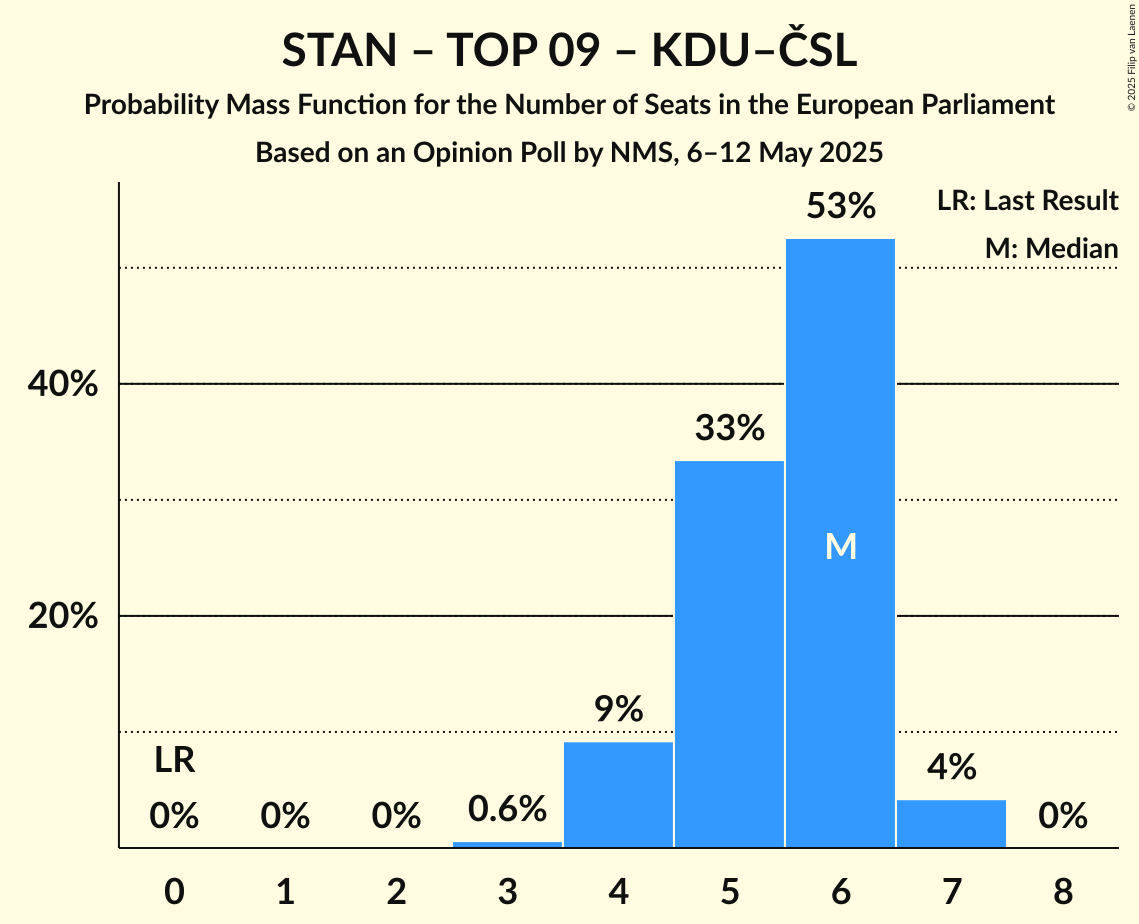 STAN – TOP 09 – KDU–ČSL
Probability Mass Function for the Number of Seats in the European Parliament
Based on an Opinion Poll by NMS, 6–12 May 2025
© 2025 Filip van Laenen
LR: Last Result
M: Median
53%
40%
33%
M
20%
9%
LR
4%
0% 0% 0% 0.6% 0%
0 1 2 3 4 5 6 7 8